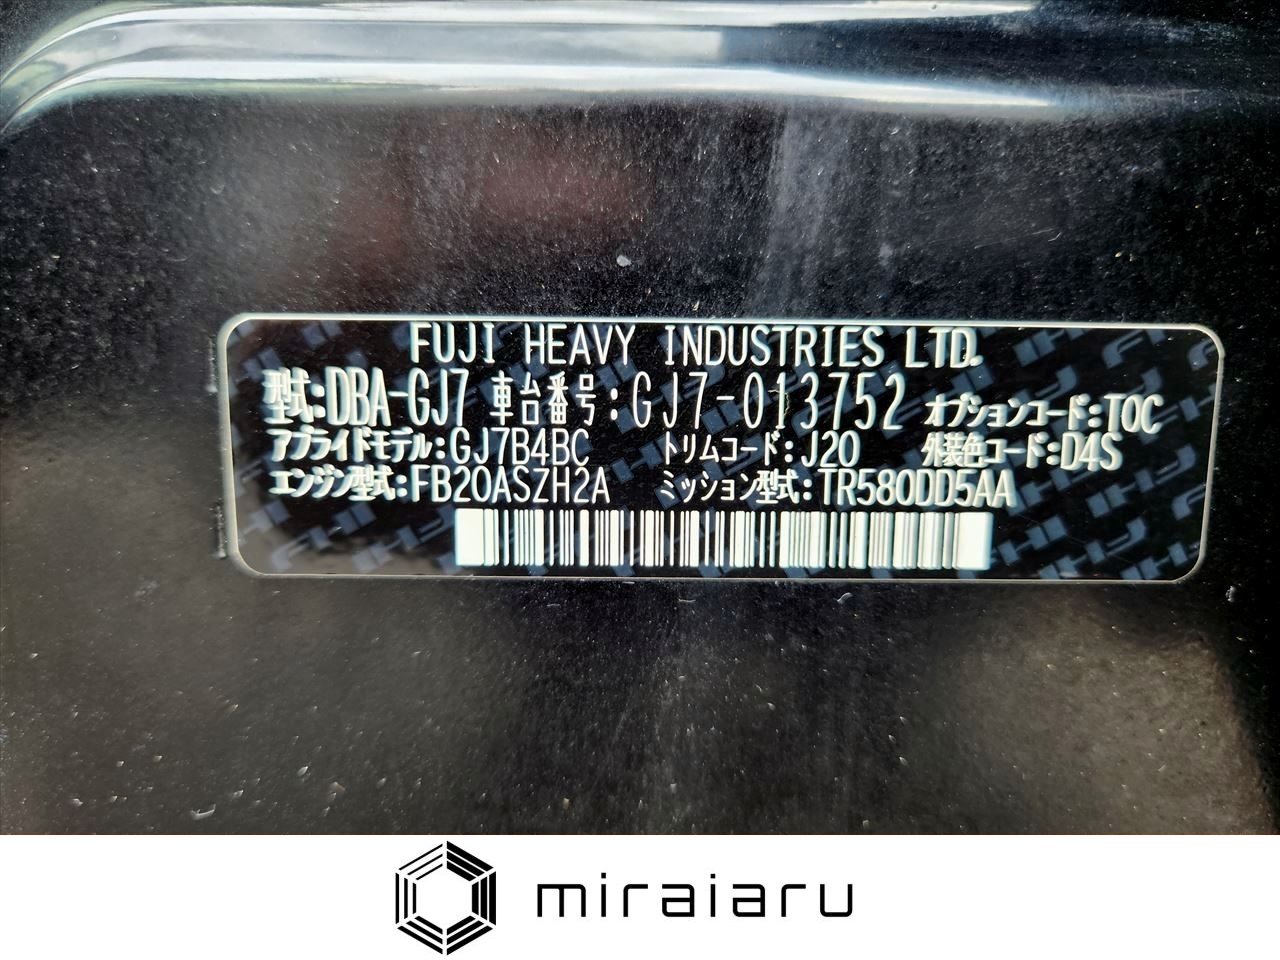 FUJI HEAVY INDUSTRIES LTD.
型式:DBA-GJ7 車台番号:GJ7-013752 オプションコード:TOC
アプライドモデル:GJ7B4BC トリムコード:J20 外装色コード:D4S
エンジン型式:FB20ASZH2A ミッション型式:TR580DD5AA
miraiaru